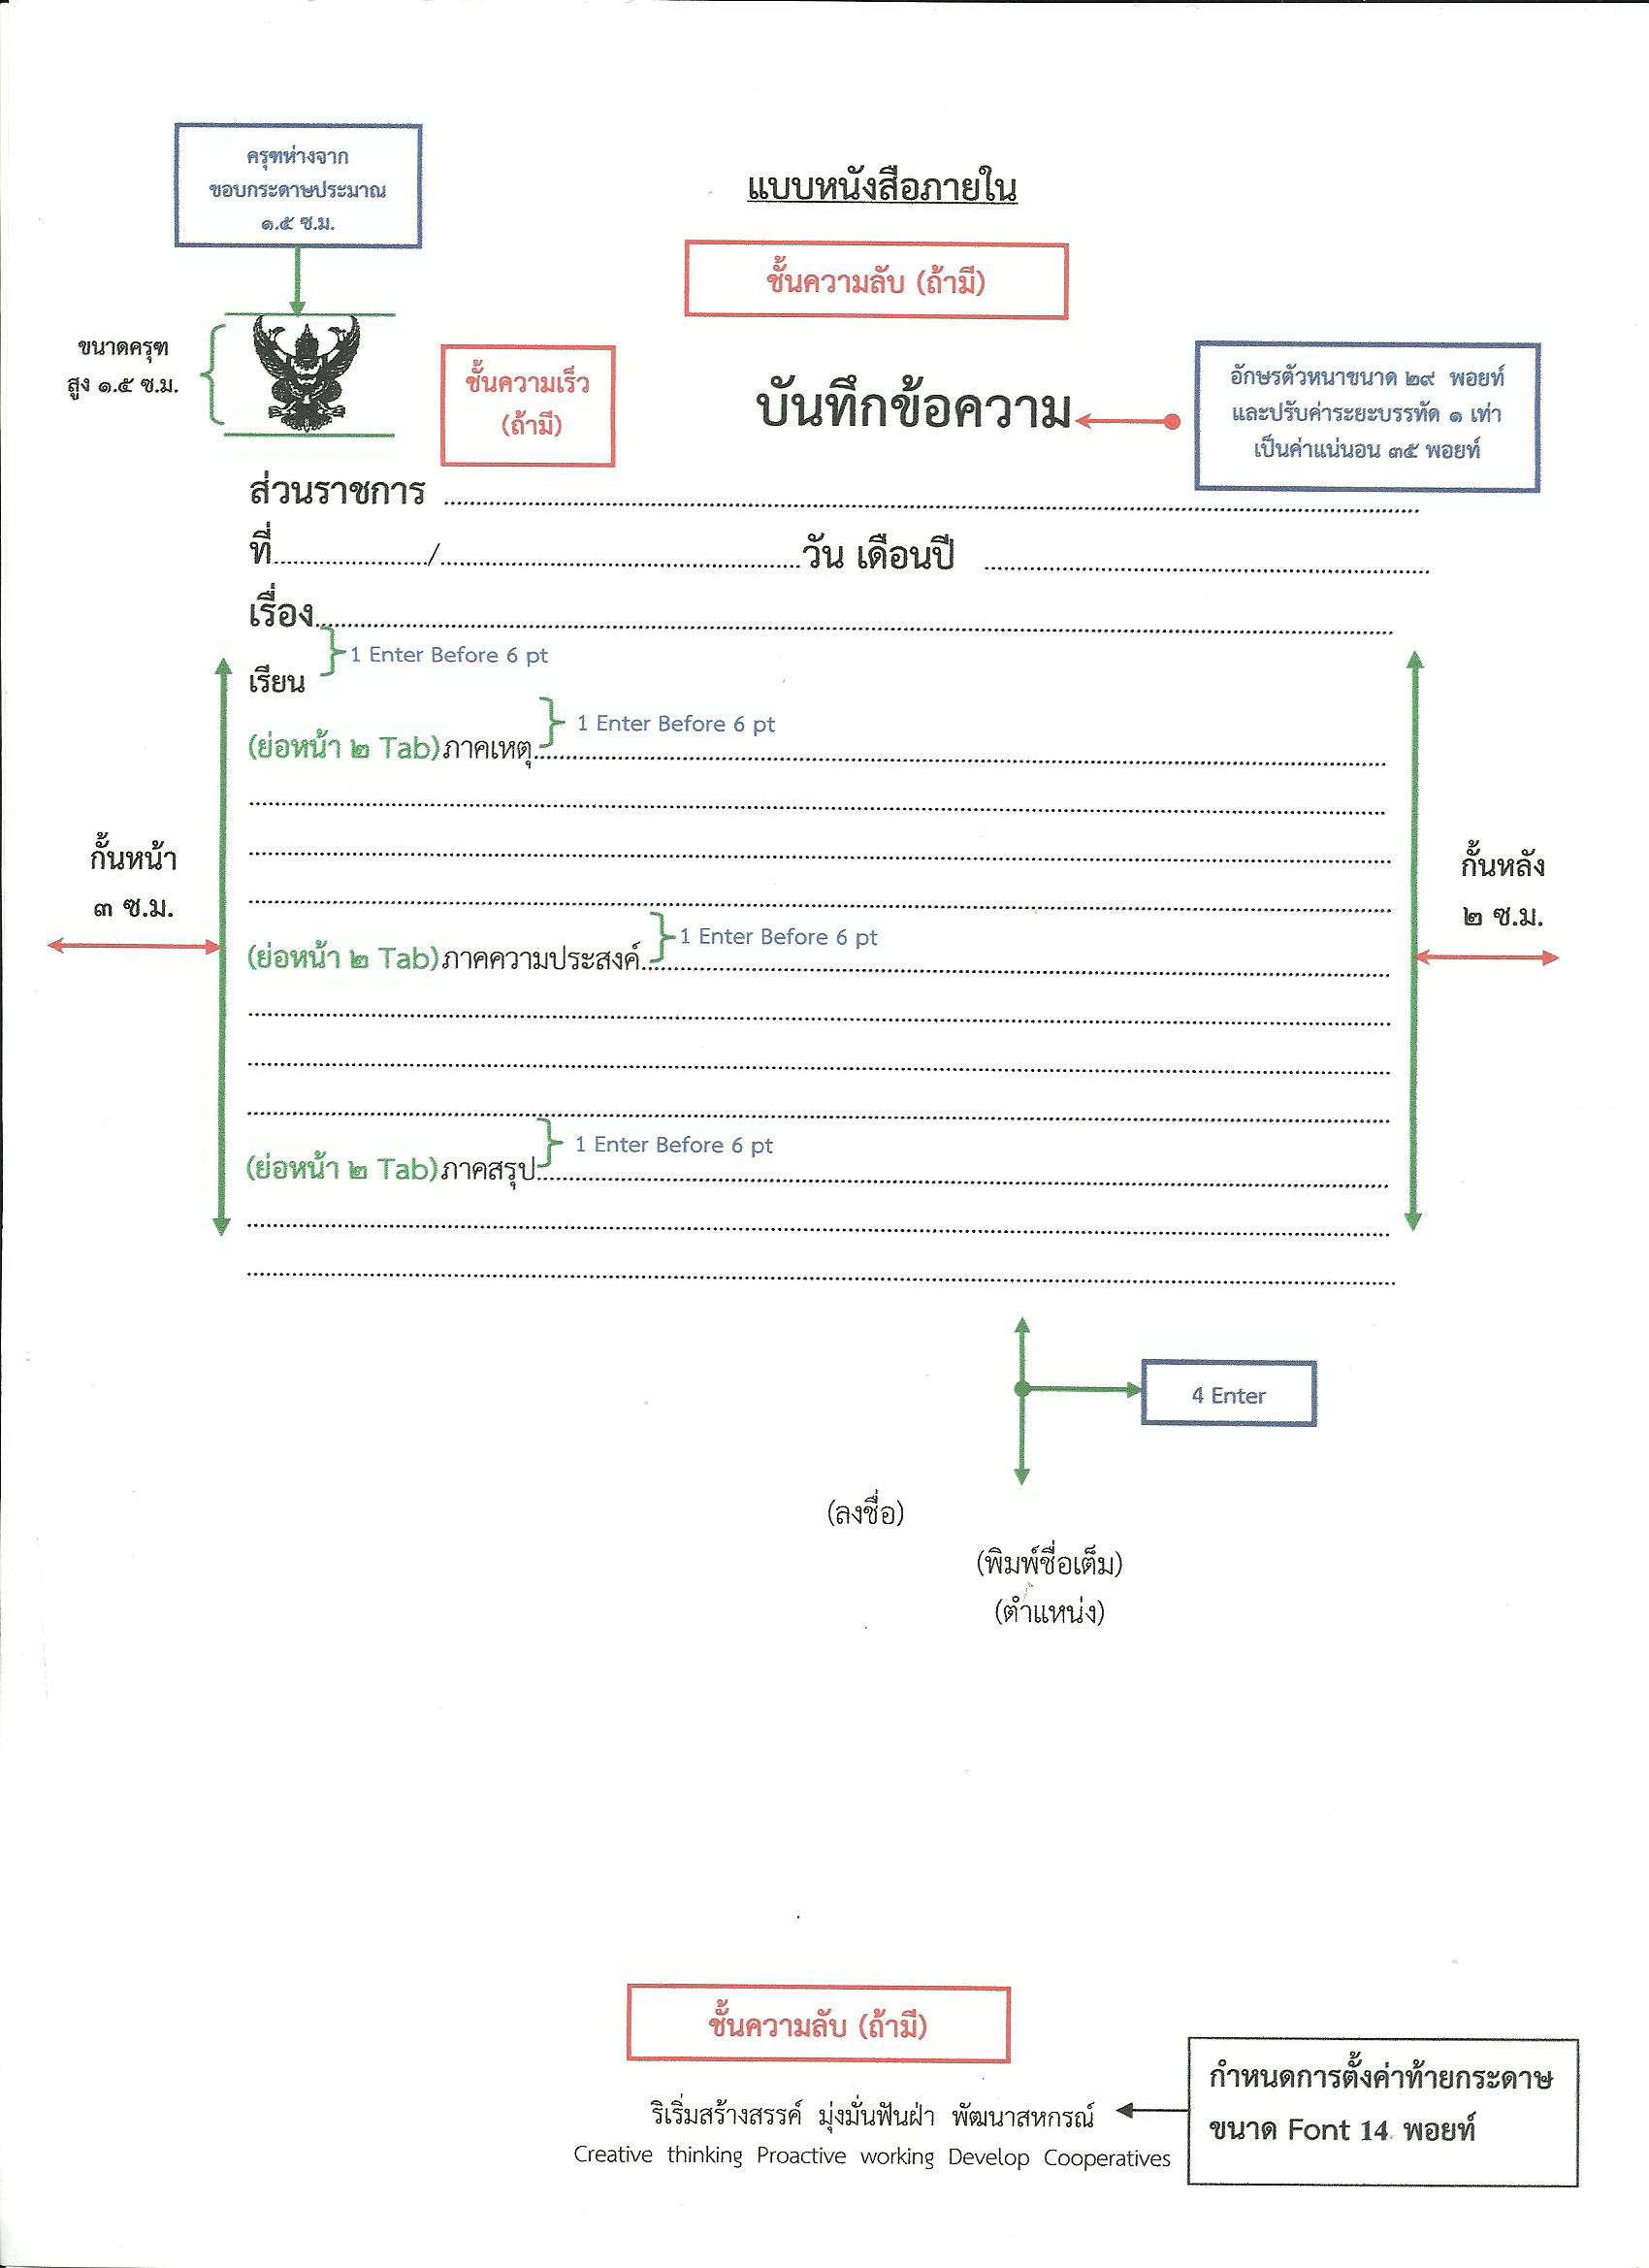 ครุฑห่างจาก
ขอบกระดาษประมาณ
๑.๕ ซ.ม.
แบบหนังสือภายใน
ชั้นความลับ (ถ้ามี)
ขนาดครุฑ
สูง ๑.๕ ซ.ม.
ชั้นความเร็ว
(ถ้ามี)
บันทึกข้อความ
อักษรตัวหนาขนาด ๒๙ พอยท์
และปรับค่าระยะบรรทัด ๑ เท่า
เป็นค่าแน่นอน ๓๕ พอยท์
ส่วนราชการ ........................................
ที่......................./........................................วัน เดือนปี ........................................
เรื่อง........................................
1 Enter Before 6 pt
เรียน
1 Enter Before 6 pt
(ย่อหน้า ๒ Tab)ภาคเหตุ........................................
กั้นหน้า
๓ ซ.ม.
กั้นหลัง
๒ ซ.ม.
1 Enter Before 6 pt
(ย่อหน้า ๒ Tab)ภาคความประสงค์........................................
1 Enter Before 6 pt
(ย่อหน้า ๒ Tab)ภาคสรุป........................................
4 Enter
(ลงชื่อ)
(พิมพ์ชื่อเต็ม)
(ตำแหน่ง)
ชั้นความลับ (ถ้ามี)
กำหนดการตั้งค่าท้ายกระดาษ
ขนาด Font 14 พอยท์
ริเริ่มสร้างสรรค์ มุ่งมั่นฟันฝ่า พัฒนาสหกรณ์
Creative thinking Proactive working Develop Cooperatives